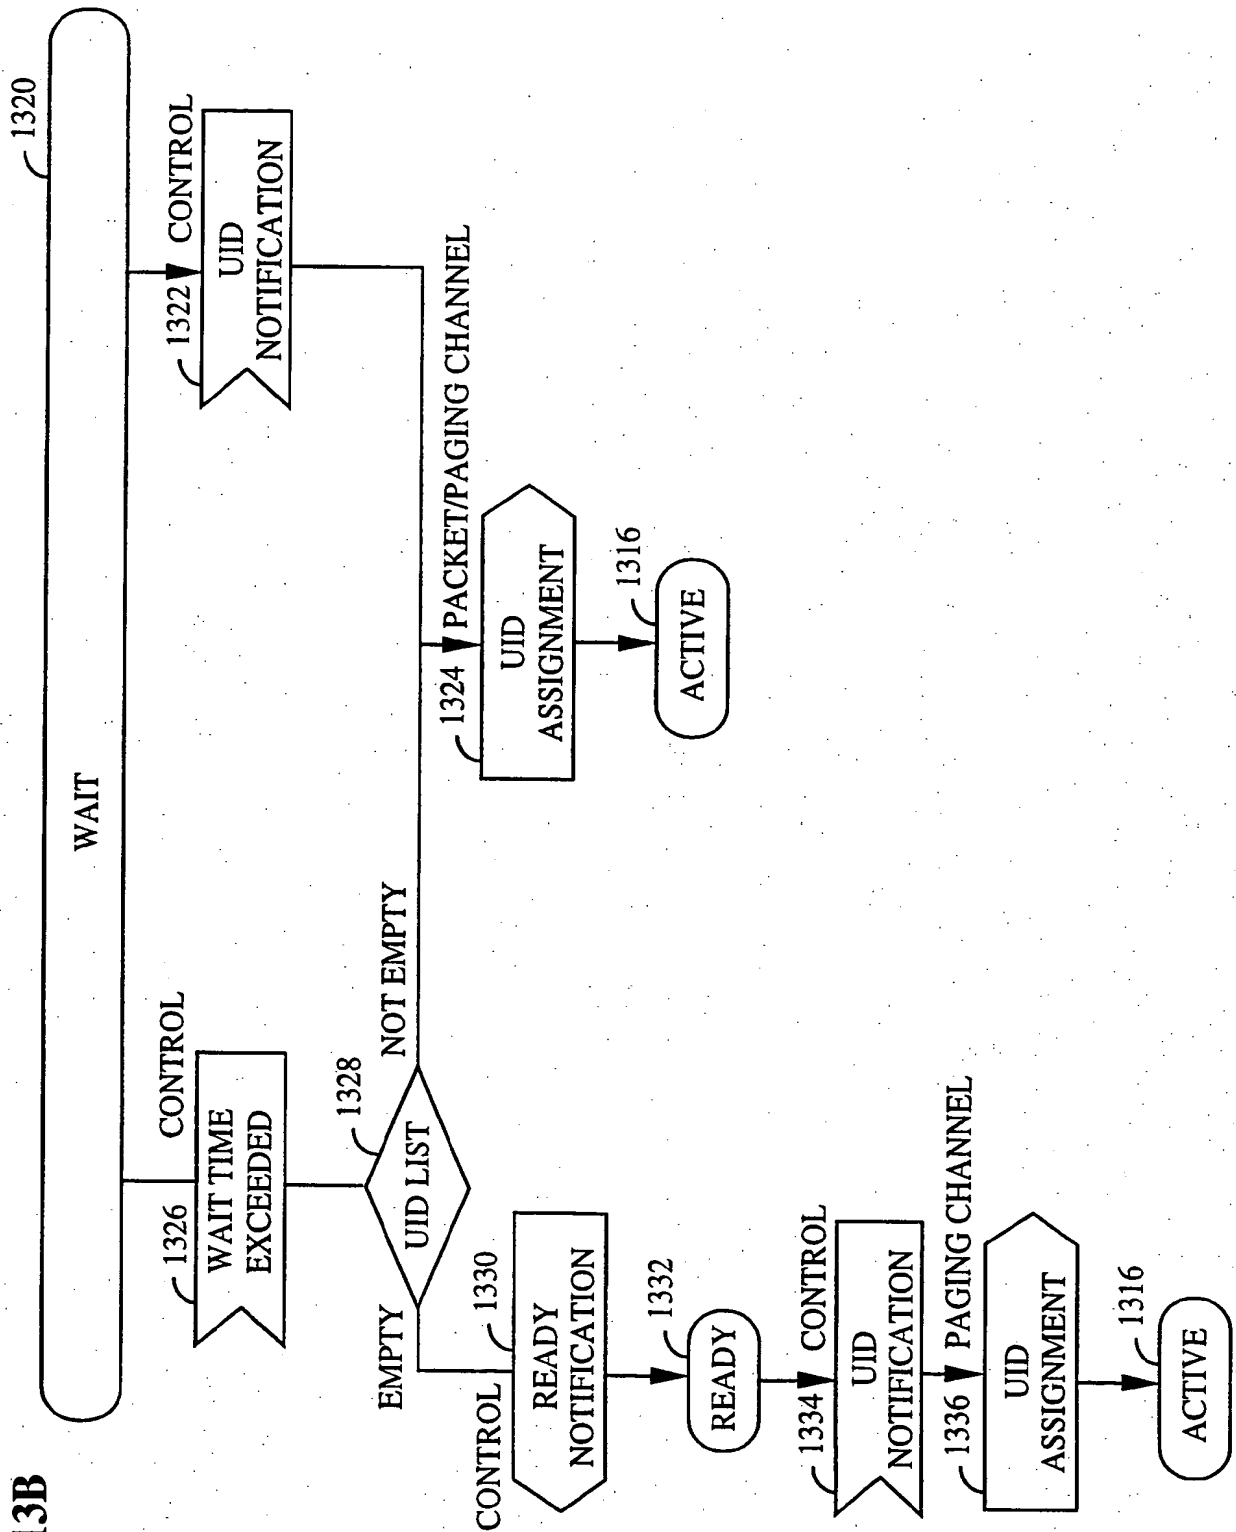 13B
1320
WAIT
CONTROL
1326
WAIT TIME
EXCEEDED
CONTROL
1322
UID
NOTIFICATION
1328
UID LIST
EMPTY
NOT EMPTY
PACKET/PAGING CHANNEL
1324
UID
ASSIGNMENT
1316
ACTIVE
CONTROL
1330
READY
NOTIFICATION
1332
READY
CONTROL
1334
UID
NOTIFICATION
PAGING CHANNEL
1336
UID
ASSIGNMENT
1316
ACTIVE